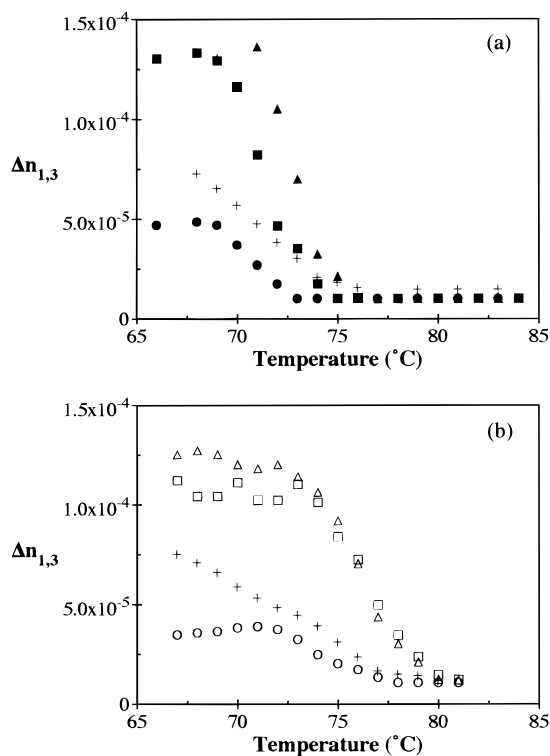 1.5x10⁻⁴
(a)
1.0x10⁻⁴
Δn₁,₃
5.0x10⁻⁵
0
65 70 75 80 85
Temperature (˚C)
1.5x10⁻⁴
(b)
1.0x10⁻⁴
Δn₁,₃
5.0x10⁻⁵
0
65 70 75 80 85
Temperature (˚C)